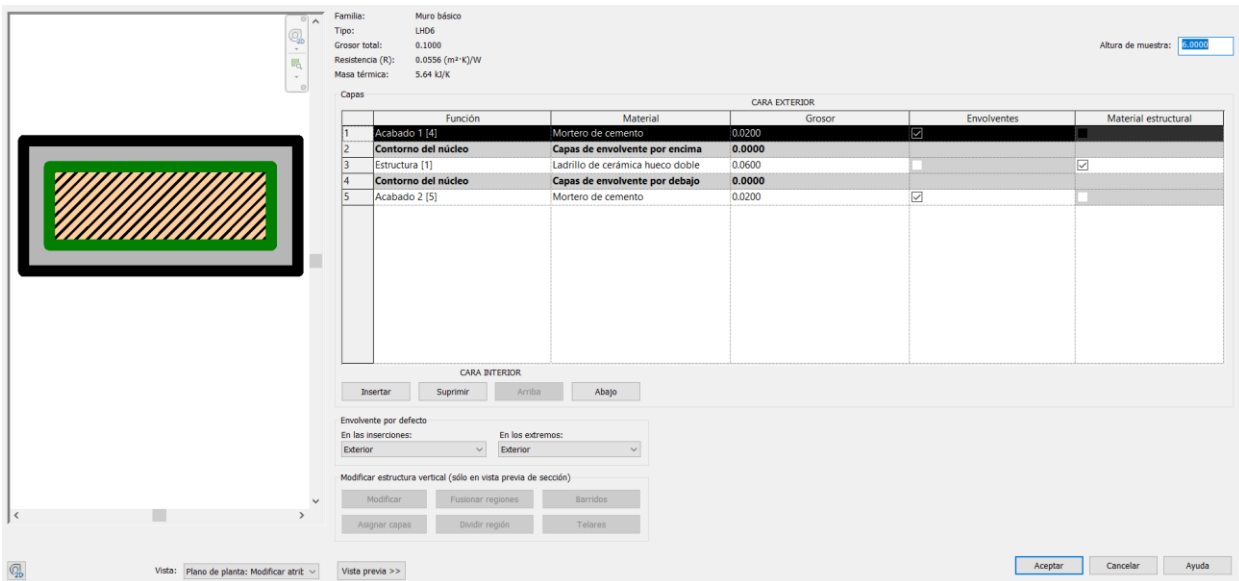 Familia: Muro básico
Tipo: LHD6
Grosor total: 0.1000
Resistencia (R): 0.0556 (m²·K)/W
Masa térmica: 5.64 kJ/K
Altura de muestra: 6.0000
Capas
CARA EXTERIOR
Función Material Grosor Envolventes Material estructural
1 Acabado 1 [4] Mortero de cemento 0.0200
2 Contorno del núcleo Capas de envolvente por encima 0.0000
3 Estructura [1] Ladrillo de cerámica hueco doble 0.0600
4 Contorno del núcleo Capas de envolvente por debajo 0.0000
5 Acabado 2 [5] Mortero de cemento 0.0200
CARA INTERIOR
Insertar Suprimir Arriba Abajo
Envolvente por defecto
En las inserciones: En los extremos:
Exterior Exterior
Modificar estructura vertical (sólo en vista previa de sección)
Modificar Fusionar regiones Barridos
Asignar capas Dividir región Telares
2D
2D
Vista: Plano de planta: Modificar atrib Vista previa >>
Aceptar Cancelar Ayuda